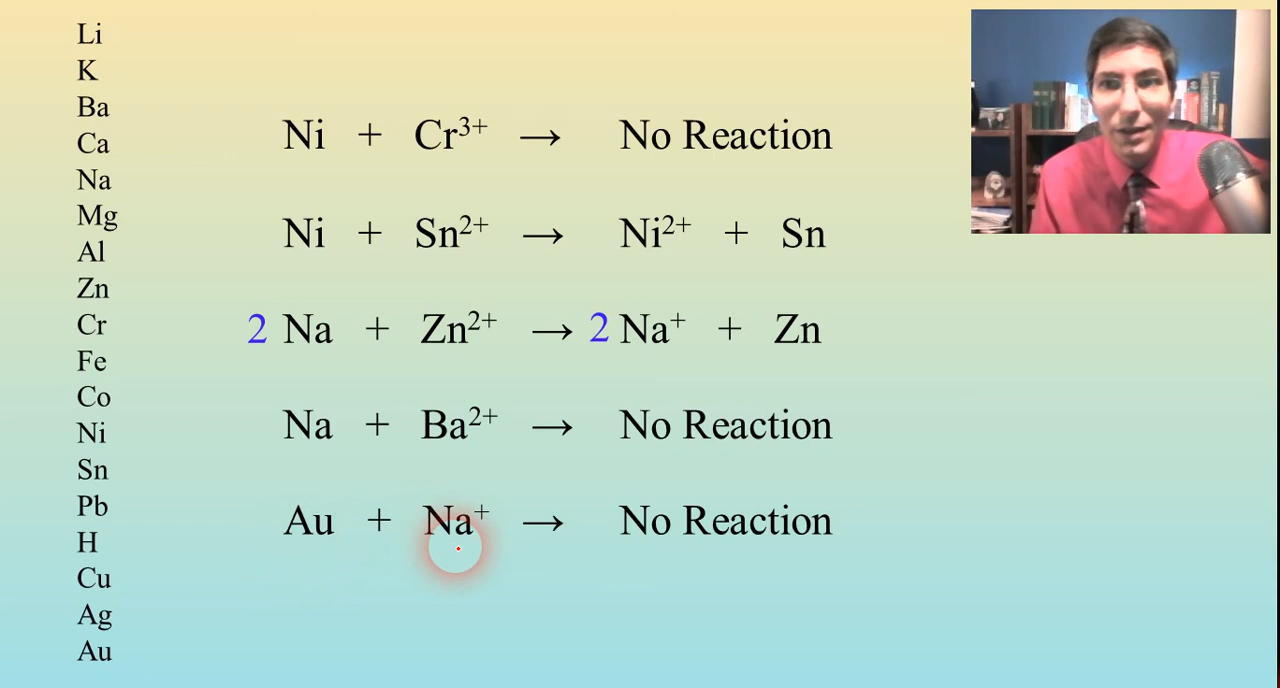 Li
K
Ba
Ca
Na
Mg
Al
Zn
Cr
Fe
Co
Ni
Sn
Pb
H
Cu
Ag
Au
Ni + Cr³⁺ → No Reaction
Ni + Sn²⁺ → Ni²⁺ + Sn
2 Na + Zn²⁺ → 2 Na⁺ + Zn
Na + Ba²⁺ → No Reaction
Au + Na⁺ → No Reaction